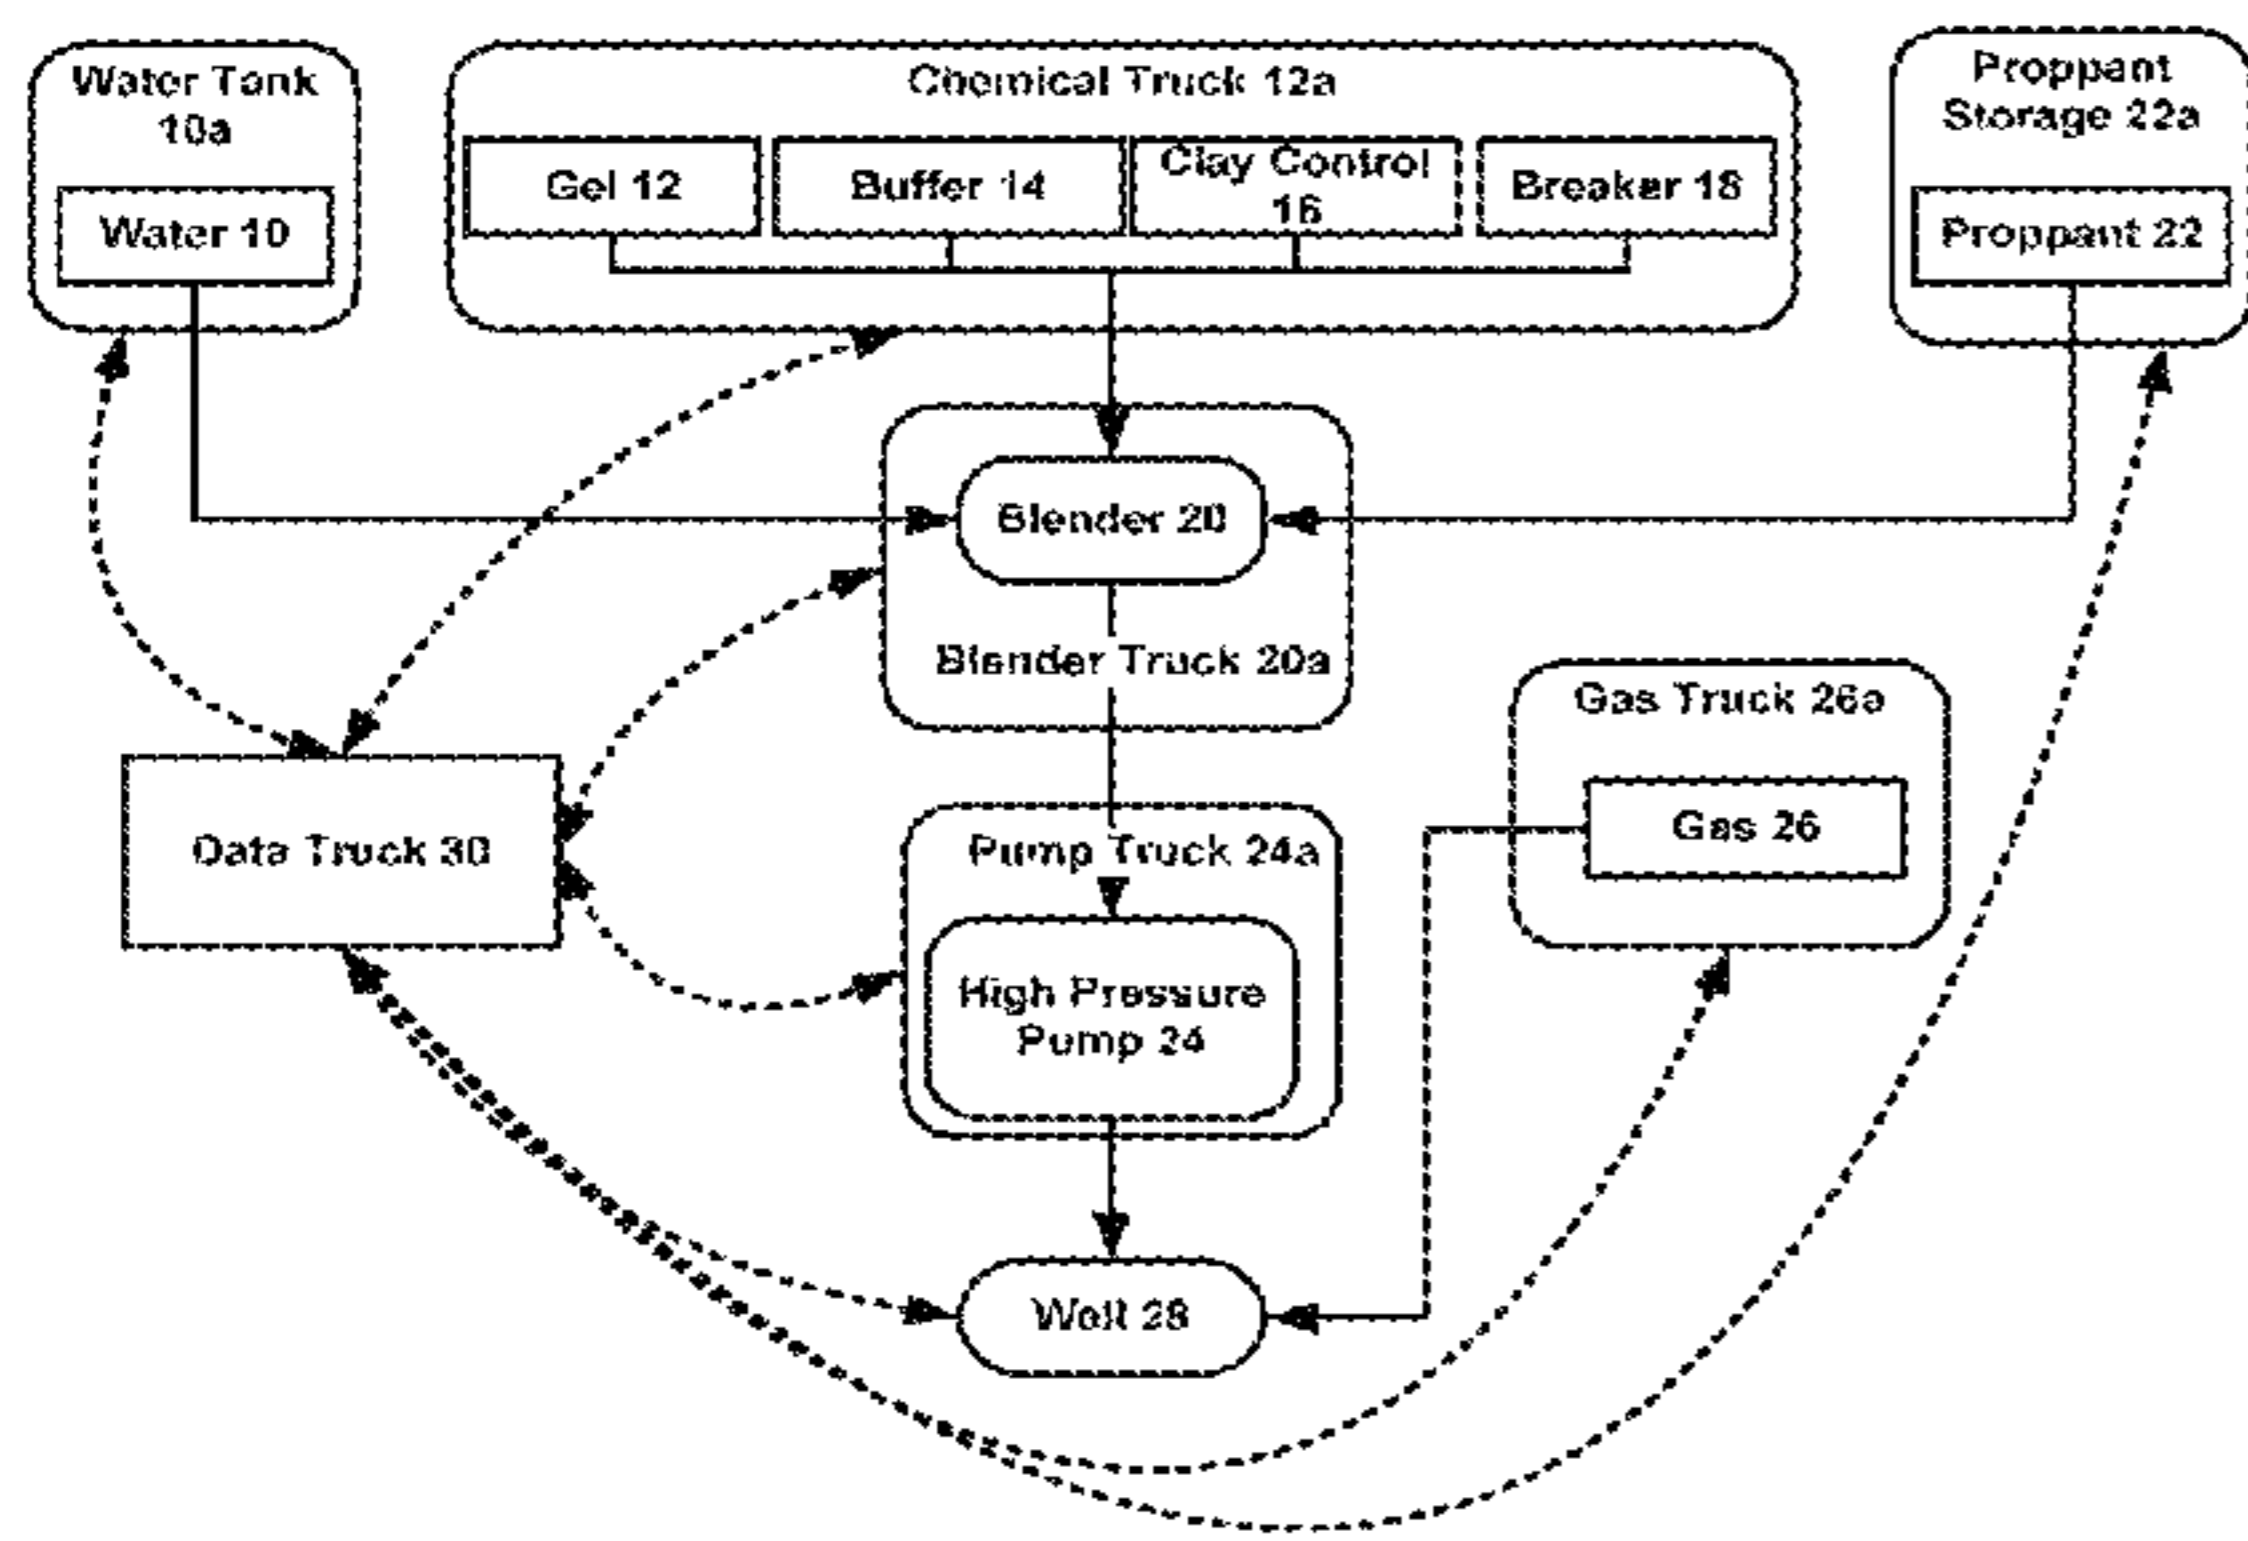 Water Tank
10a
Water 10
Chemical Truck 12a
Gel 12
Buffer 14
Clay Control
16
Breaker 18
Proppant
Storage 22a
Proppant 22
Blender 20
Blender Truck 20a
Gas Truck 26a
Gas 26
Data Truck 30
Pump Truck 24a
High Pressure
Pump 24
Well 28